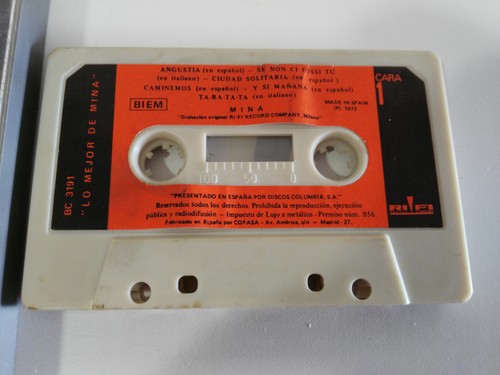 ANGUSTIA (en español) — SE NON CI FOSSI TU
(en italiano) — CIUDAD SOLITARIA (en español)
CAMINEMOS (en español) — Y SI MAÑANA (en español)
TA-RA-TA-TA (en italiano)
CARA
1
BIEM
MINA
MADE IN SPAIN
(P) 1973
"Grabación original RI-FI RECORD COMPANY, Milano"
BC 3191
"LO MEJOR DE MINA"
100 50 0
"PRESENTADO EN ESPAÑA POR DISCOS COLUMBIA, S.A."
Reservados todos los derechos. Prohibida la reproducción, ejecución
pública y radiodifusión — Impuesto de Lujo a metálico - Permiso núm. 856.
Fabricado en España por COFASA - Av. América, s/n — Madrid - 27.
RI-FI